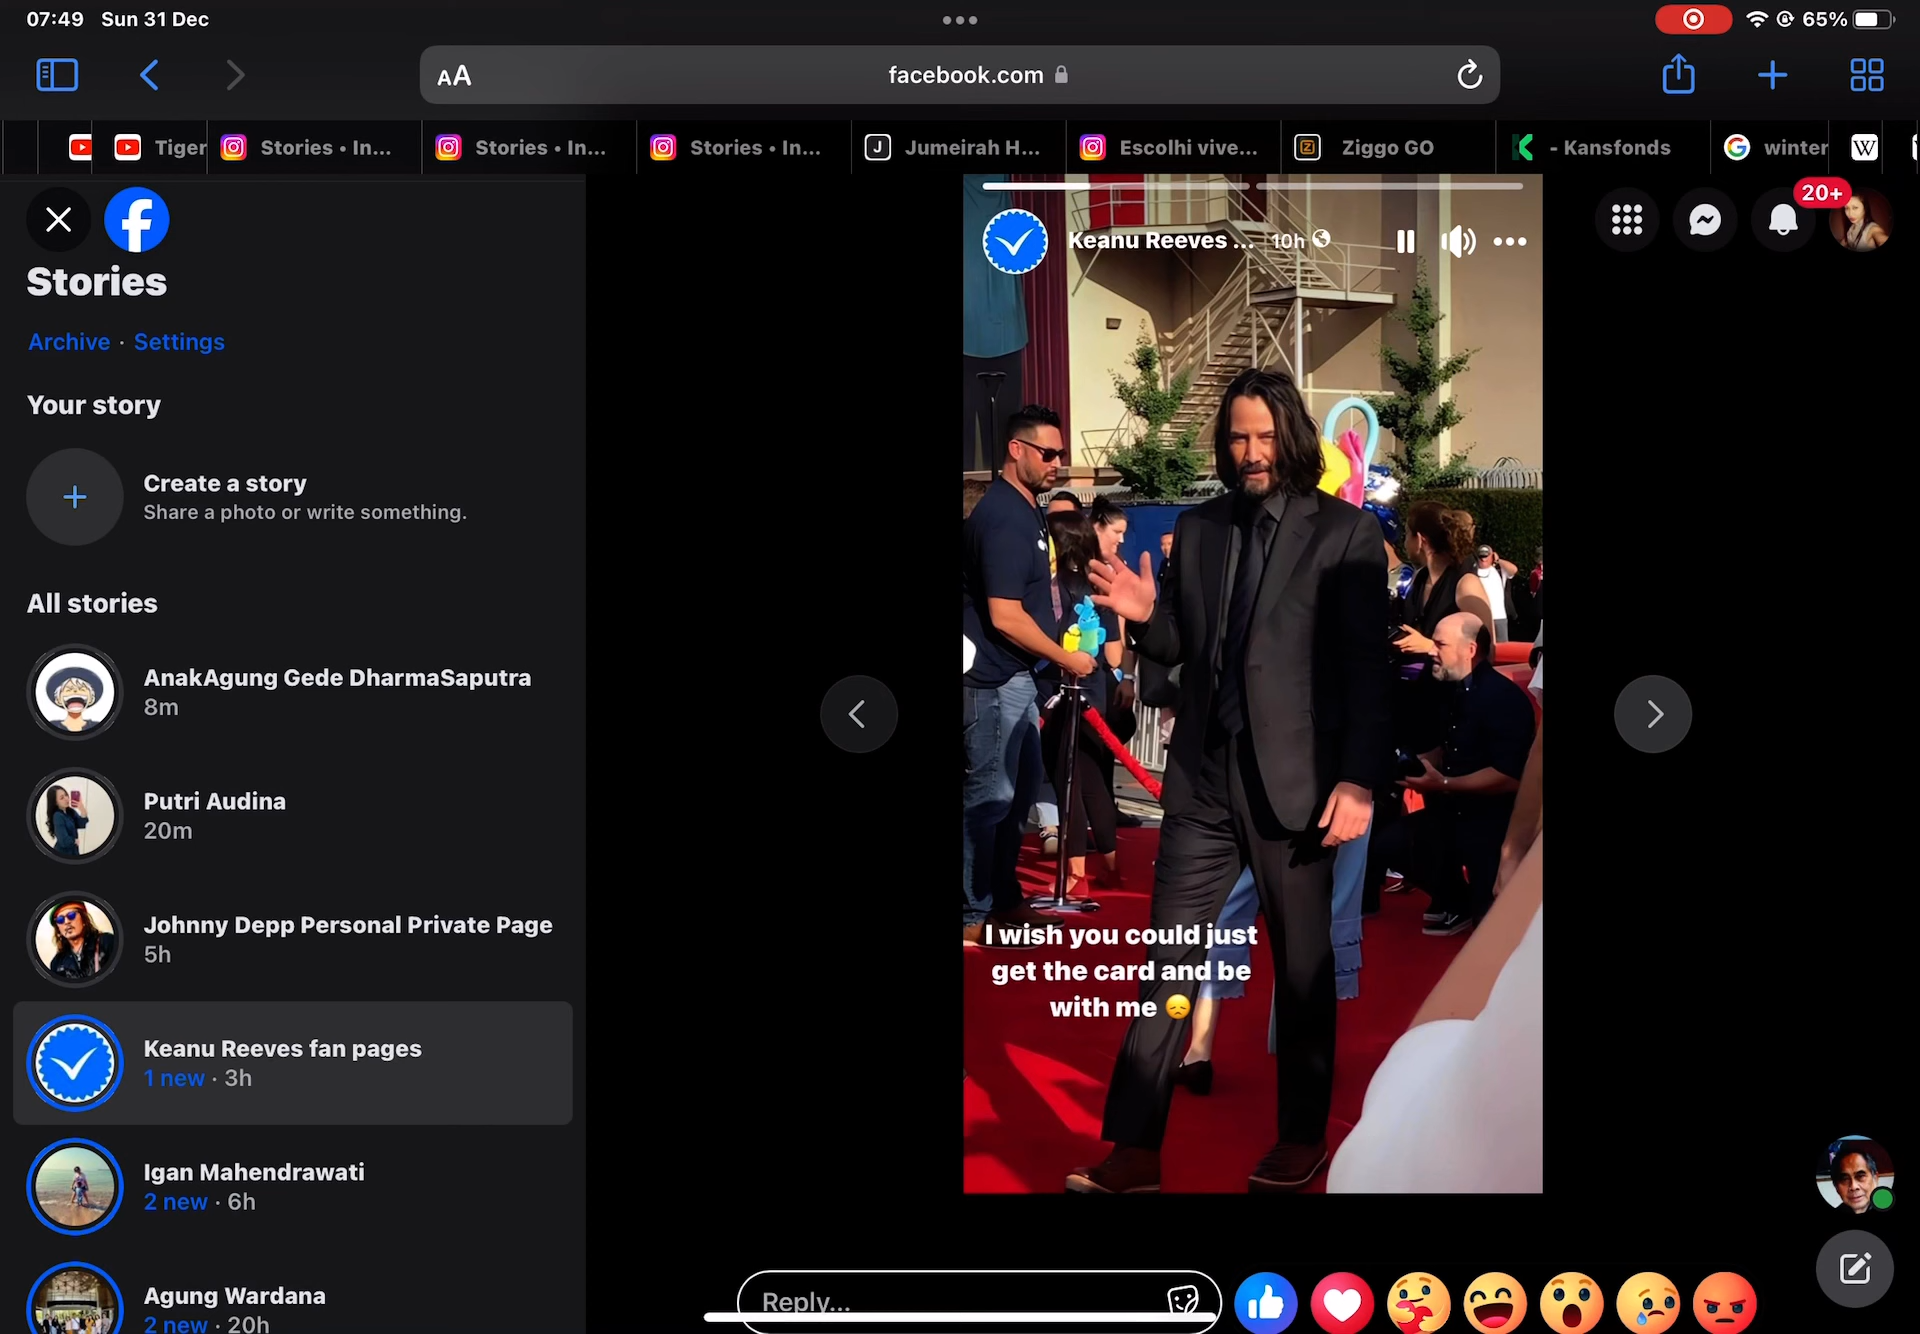 07:49 Sun 31 Dec
65%
AA
facebook.com
Tiger
Stories • In...
Stories • In...
Stories • In...
Jumeirah H...
Escolhi vive...
Ziggo GO
- Kansfonds
winter
W
20+
Stories
Archive · Settings
Your story
Create a story
Share a photo or write something.
All stories
AnakAgung Gede DharmaSaputra
8m
Putri Audina
20m
Johnny Depp Personal Private Page
5h
Keanu Reeves fan pages
1 new · 3h
Igan Mahendrawati
2 new · 6h
Agung Wardana
2 new · 20h
Keanu Reeves ... 10h
I wish you could just
get the card and be
with me 😞
Reply...